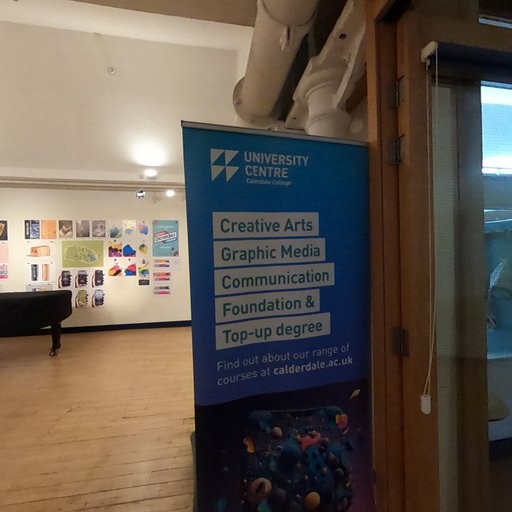 UNIVERSITY
CENTRE
Calderdale College
Creative Arts
Graphic Media
Communication
Foundation &
Top-up degree
Find out about our range of
courses at calderdale.ac.uk